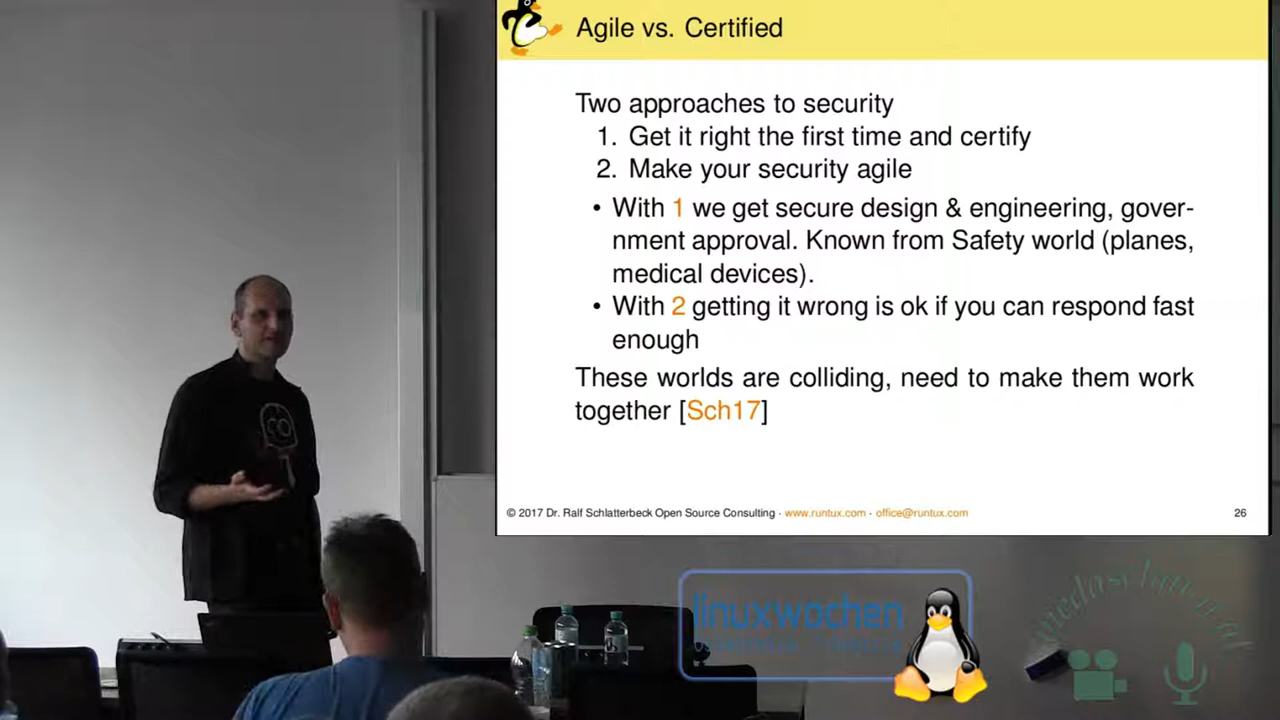 Agile vs. Certified
Two approaches to security
1. Get it right the first time and certify
2. Make your security agile
• With 1 we get secure design & engineering, gover-
nment approval. Known from Safety world (planes,
medical devices).
• With 2 getting it wrong is ok if you can respond fast
enough
These worlds are colliding, need to make them work
together [Sch17]
© 2017 Dr. Ralf Schlatterbeck Open Source Consulting · www.runtux.com · office@runtux.com
26
linuxwochen